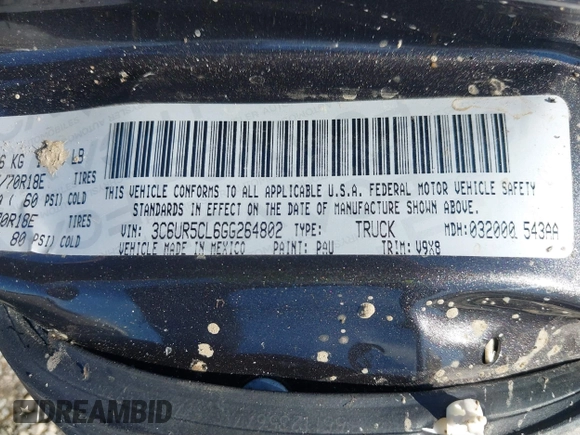 6 KG LB
/70R18E TIRES
( 60 PSI) COLD
70R18E TIRES
80 PSI) COLD
THIS VEHICLE CONFORMS TO ALL APPLICABLE U.S.A. FEDERAL MOTOR VEHICLE SAFETY
STANDARDS IN EFFECT ON THE DATE OF MANUFACTURE SHOWN ABOVE.
VIN: 3C6UR5CL6GG264802 TYPE: TRUCK MDH: 032000 543AA
VEHICLE MADE IN MEXICO PAINT: PAU TRIM: V9X8
DREAMBID